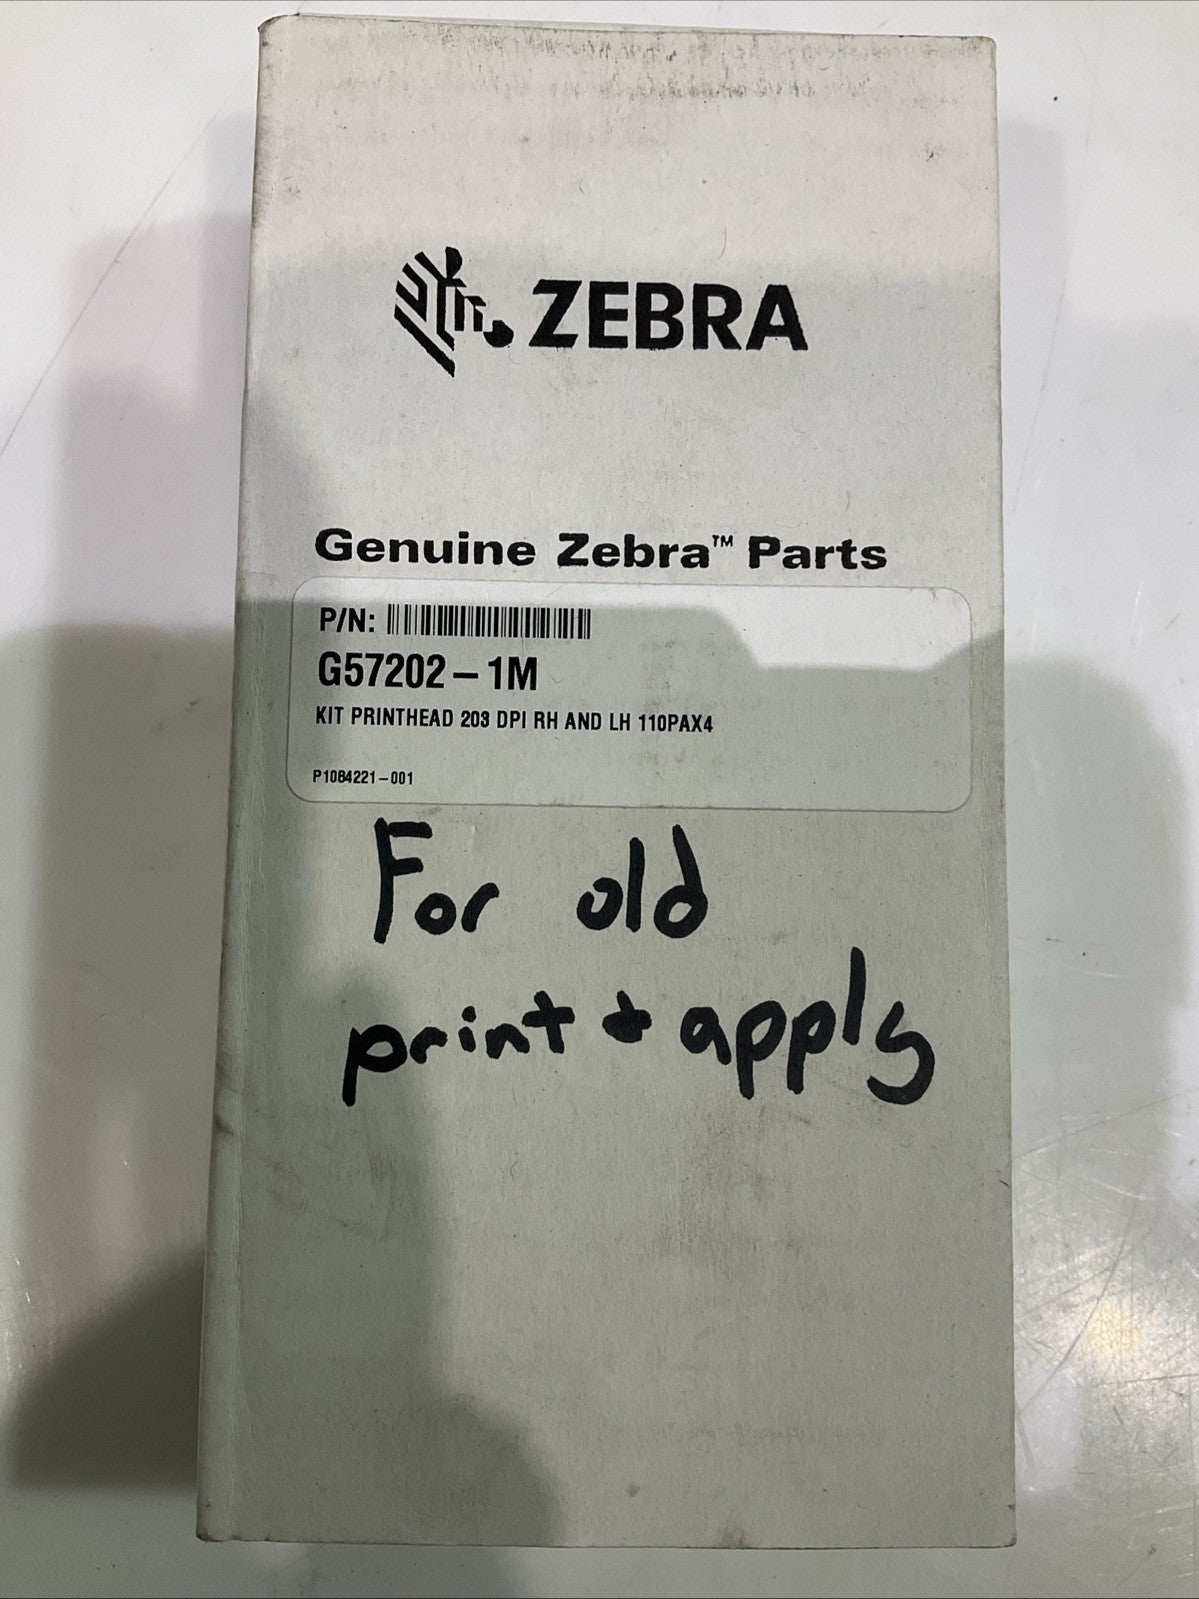 ZEBRA
Genuine Zebra™ Parts
P/N:
G57202-1M
KIT PRINTHEAD 203 DPI RH AND LH 110PAX4
P1084221-001
For old
print + apply